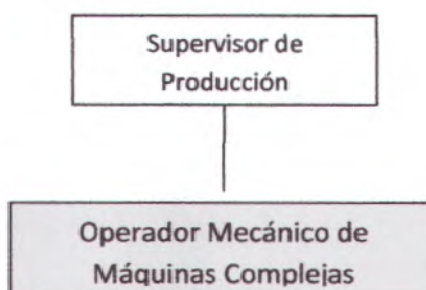 Supervisor de
Producción
Operador Mecánico de
Máquinas Complejas